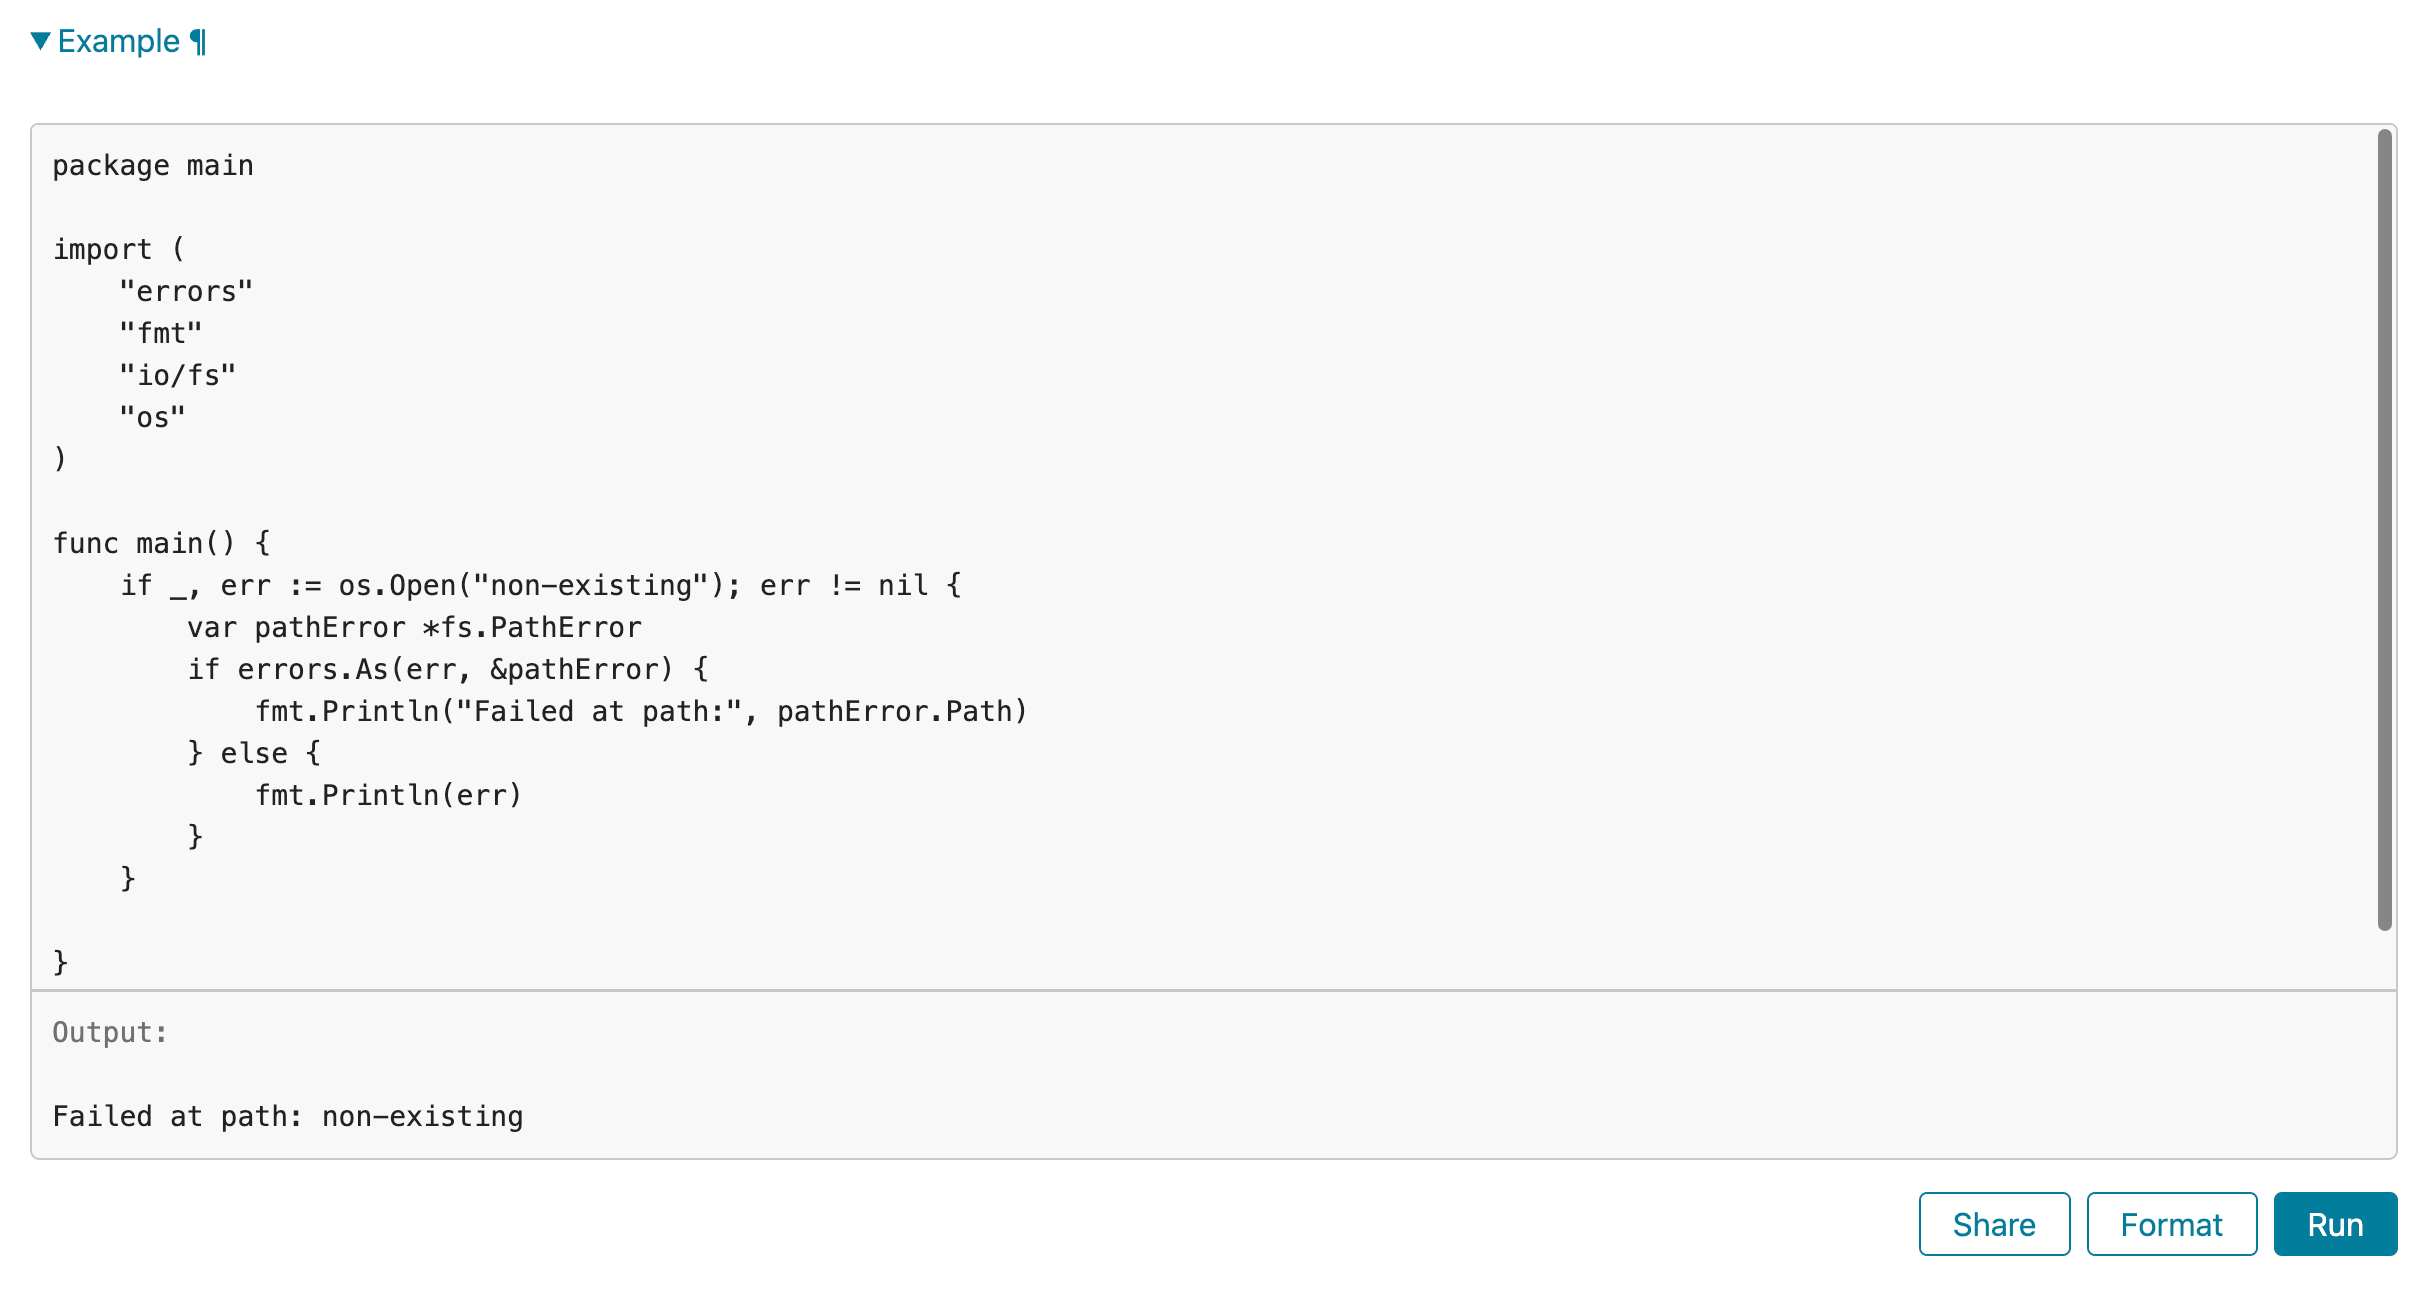 ▼ Example ¶
package main
import (
    "errors"
    "fmt"
    "io/fs"
    "os"
)
func main() {
    if _, err := os.Open("non-existing"); err != nil {
        var pathError *fs.PathError
        if errors.As(err, &pathError) {
            fmt.Println("Failed at path:", pathError.Path)
        } else {
            fmt.Println(err)
        }
    }
}
Output:
Failed at path: non-existing
Share Format Run